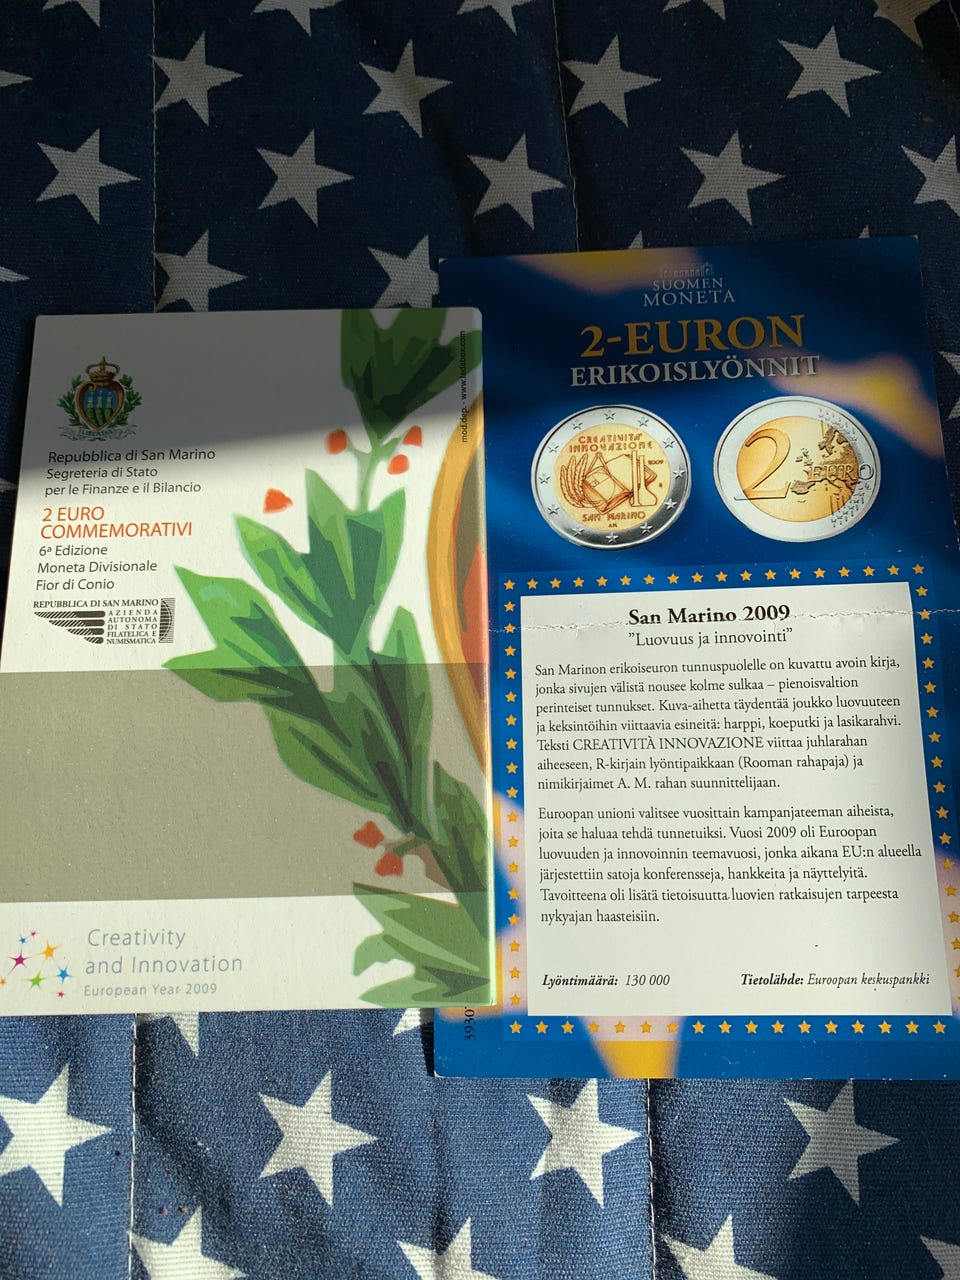 Repubblica di San Marino
Segreteria di Stato
per le Finanze e il Bilancio
2 EURO
COMMEMORATIVI
6ª Edizione
Moneta Divisionale
Fior di Conio
REPUBBLICA DI SAN MARINO
AZIENDA
AUTONOMA
DI STATO
FILATELICA E
NUMISMATICA
Creativity
and Innovation
European Year 2009
SUOMEN
MONETA
2-EURON
ERIKOISLYÖNNIT
CREATIVITÀ
INNOVAZIONE
2009
R
SAN MARINO
A.M.
2 EURO
San Marino 2009
"Luovuus ja innovointi"
San Marinon erikoiseuron tunnuspuolelle on kuvattu avoin kirja,
jonka sivujen välistä nousee kolme sulkaa – pienoisvaltion
perinteiset tunnukset. Kuva-aihetta täydentää joukko luovuuteen
ja keksintöihin viittaavia esineitä: harppi, koeputki ja lasikarahvi.
Teksti CREATIVITÀ INNOVAZIONE viittaa juhlarahan
aiheeseen, R-kirjain lyöntipaikkaan (Rooman rahapaja) ja
nimikirjaimet A. M. rahan suunnittelijaan.
Euroopan unioni valitsee vuosittain kampanjateeman aiheista,
joita se haluaa tehdä tunnetuiksi. Vuosi 2009 oli Euroopan
luovuuden ja innovoinnin teemavuosi, jonka aikana EU:n alueella
järjestettiin satoja konferensseja, hankkeita ja näyttelyitä.
Tavoitteena oli lisätä tietoisuutta luovien ratkaisujen tarpeesta
nykyajan haasteisiin.
Lyöntimäärä: 130 000 Tietolähde: Euroopan keskuspankki